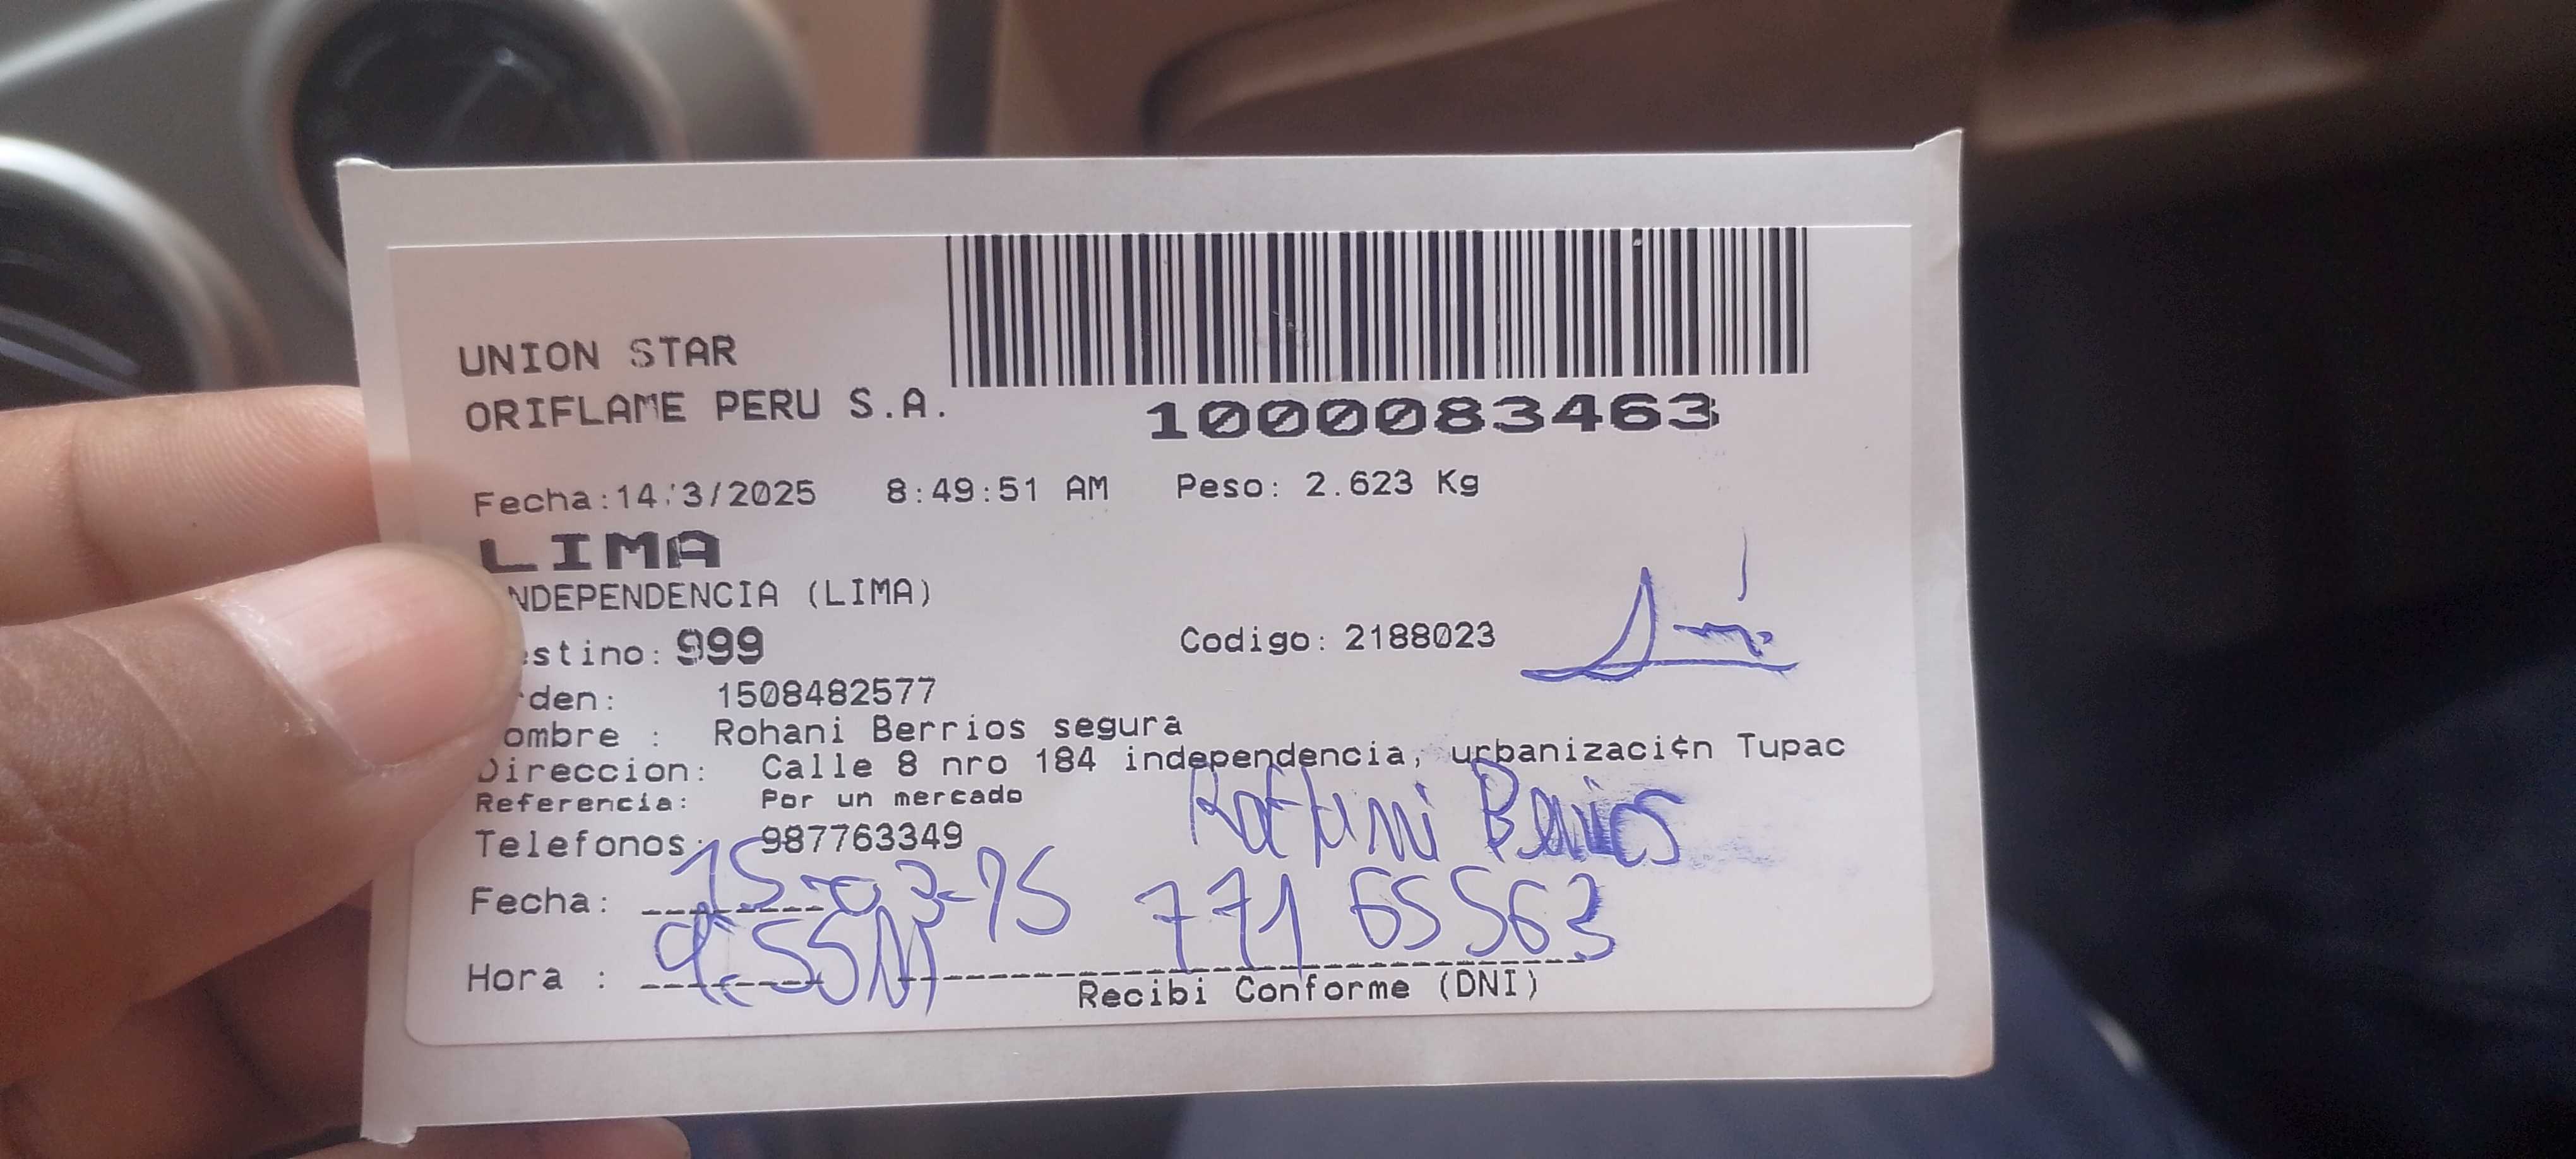 UNION STAR
ORIFLAME PERU S.A.
1000083463
Fecha:14/3/2025 8:49:51 AM Peso: 2.623 Kg
LIMA
NDEPENDENCIA (LIMA)
estino: 999 Codigo: 2188023
rden: 1508482577
ombre : Rohani Berrios segura
Direccion: Calle 8 nro 184 independencia, urbanizaci¢n Tupac
Referencia: Por un mercado
Telefonos: 987763349
Berrios
Fecha: 15-03-25
77165563
Hora :
Recibi Conforme (DNI)